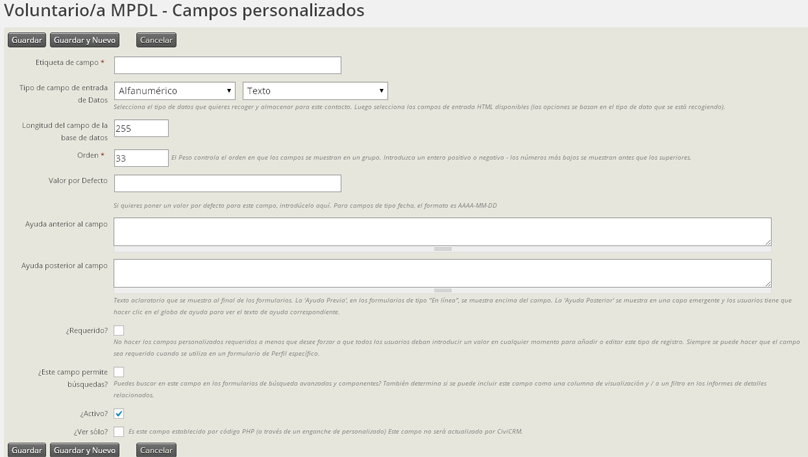 Voluntario/a MPDL - Campos personalizados
Guardar Guardar y Nuevo Cancelar
Etiqueta de campo *
Tipo de campo de entrada de Datos Alfanumérico Texto
Selecciona el tipo de datos que quieres recoger y almacenar para este contacto. Luego selecciona los campos de entrada HTML disponibles (las opciones se basan en el tipo de dato que se está recogiendo).
Longitud del campo de la base de datos 255
Orden * 33 El Peso controla el orden en que los campos se muestran en un grupo. Introduzca un entero positivo o negativo - los números más bajos se muestran antes que los superiores.
Valor por Defecto
Si quieres poner un valor por defecto para este campo, introdúcelo aquí. Para campos de tipo fecha, el formato es AAAA-MM-DD
Ayuda anterior al campo
Ayuda posterior al campo
Texto aclaratorio que se muestra al final de los formularios. La 'Ayuda Previa', en los formularios de tipo "En línea", se muestra encima del campo. La 'Ayuda Posterior' se muestra en una capa emergente y los usuarios tiene que
hacer clic en el globo de ayuda para ver el texto de ayuda correspondiente.
¿Requerido?
No hacer los campos personalizados requeridos a menos que desee forzar a que todos los usuarios deban introducir un valor en cualquier momento para añadir o editar este tipo de registro. Siempre se puede hacer que el campo
sea requerido cuando se utiliza en un formulario de Perfil específico.
¿Este campo permite búsquedas?
Puedes buscar en este campo en los formularios de búsqueda avanzados y componentes? También determina si se puede incluir este campo como una columna de visualización y / o un filtro en los informes de detalles
relacionados.
¿Activo?
¿Ver sólo? Es este campo establecido por código PHP (a través de un enganche de personalizado) Este campo no será actualizado por CiviCRM.
Guardar Guardar y Nuevo Cancelar